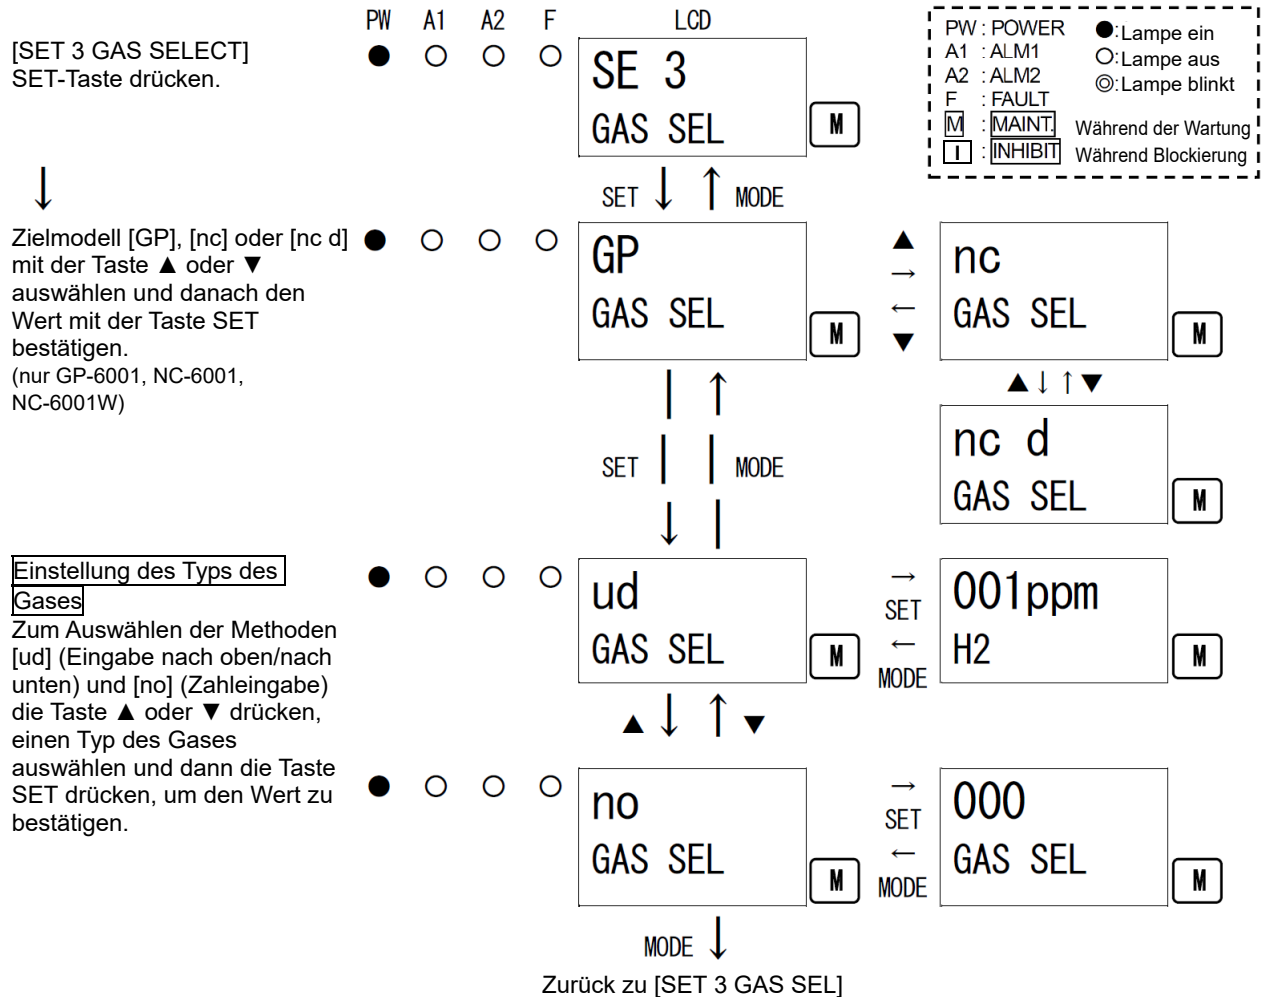 PW A1 A2 F LCD
[SET 3 GAS SELECT]
SET-Taste drücken.
SE 3
GAS SEL
M
PW : POWER ●:Lampe ein
A1 : ALM1 ○:Lampe aus
A2 : ALM2 ◎:Lampe blinkt
F : FAULT
M : MAINT. Während der Wartung
I : INHIBIT Während Blockierung
↓
SET ↓ ↑ MODE
Zielmodell [GP], [nc] oder [nc d]
mit der Taste ▲ oder ▼
auswählen und danach den
Wert mit der Taste SET
bestätigen.
(nur GP-6001, NC-6001,
NC-6001W)
GP
GAS SEL
M
▲
→
←
▼
nc
GAS SEL
M
▲↓↑▼
nc d
GAS SEL
M
SET ↓ ↑ MODE
Einstellung des Typs des
Gases
Zum Auswählen der Methoden
[ud] (Eingabe nach oben/nach
unten) und [no] (Zahleingabe)
die Taste ▲ oder ▼ drücken,
einen Typ des Gases
auswählen und dann die Taste
SET drücken, um den Wert zu
bestätigen.
ud
GAS SEL
M
→
SET
←
MODE
001ppm
H2
M
▲ ↓ ↑ ▼
no
GAS SEL
M
→
SET
←
MODE
000
GAS SEL
M
MODE ↓
Zurück zu [SET 3 GAS SEL]